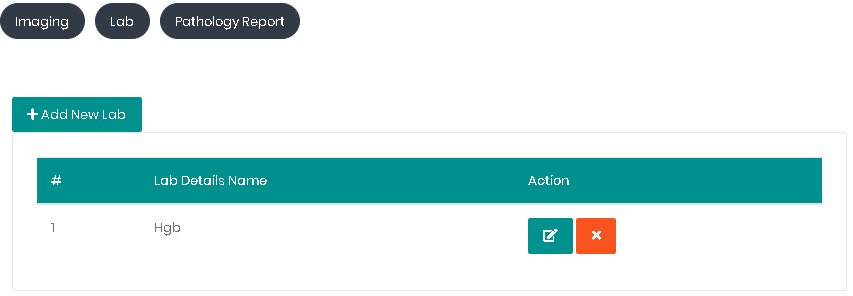 Imaging Lab Pathology Report
+ Add New Lab
# Lab Details Name Action
1 Hgb